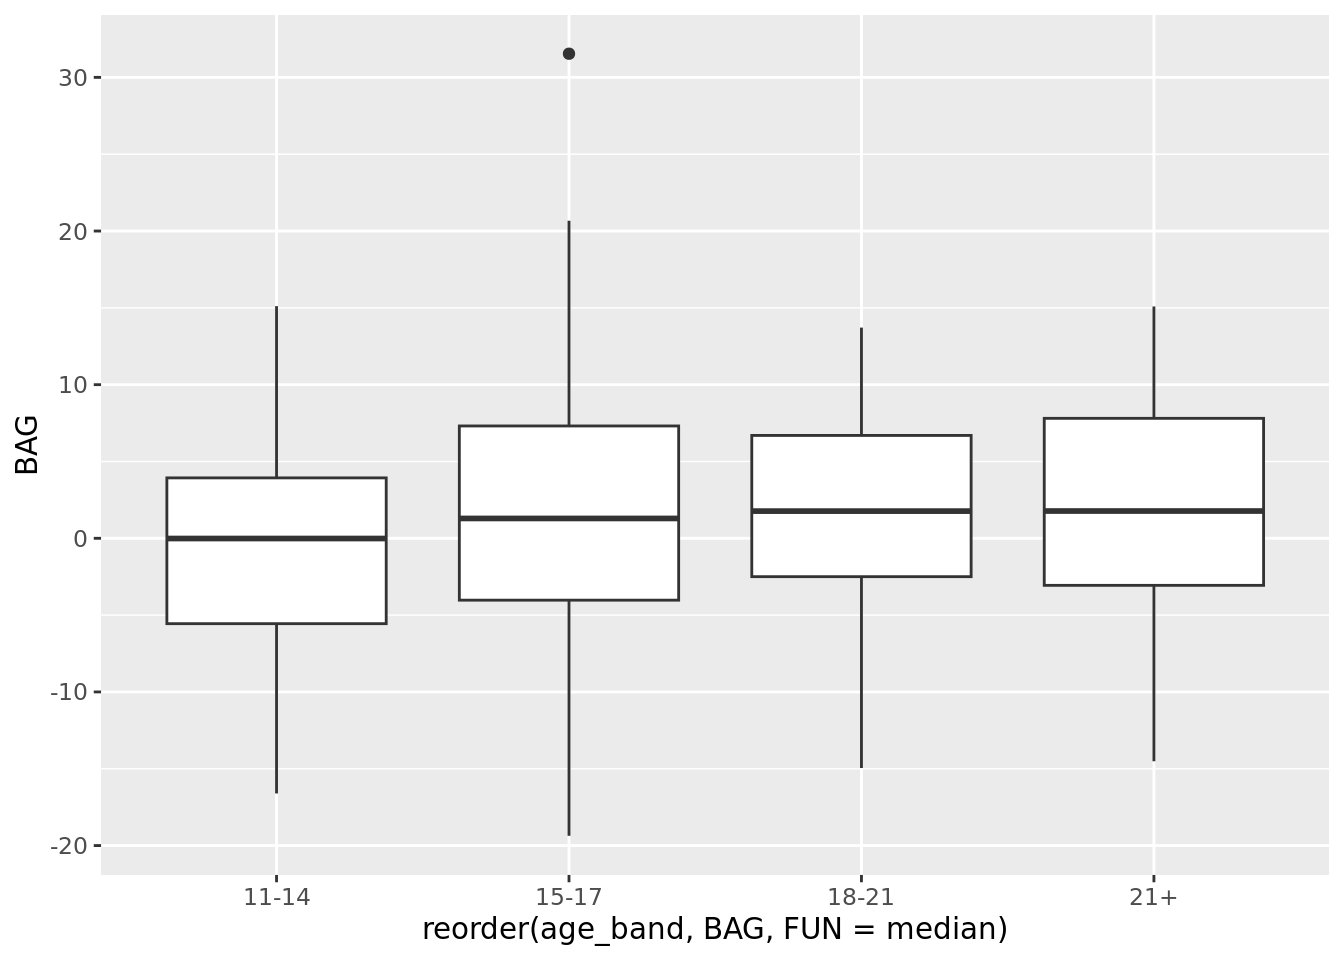 30
20
10
0
-10
-20
BAG
11-14 15-17 18-21 21+
reorder(age_band, BAG, FUN = median)